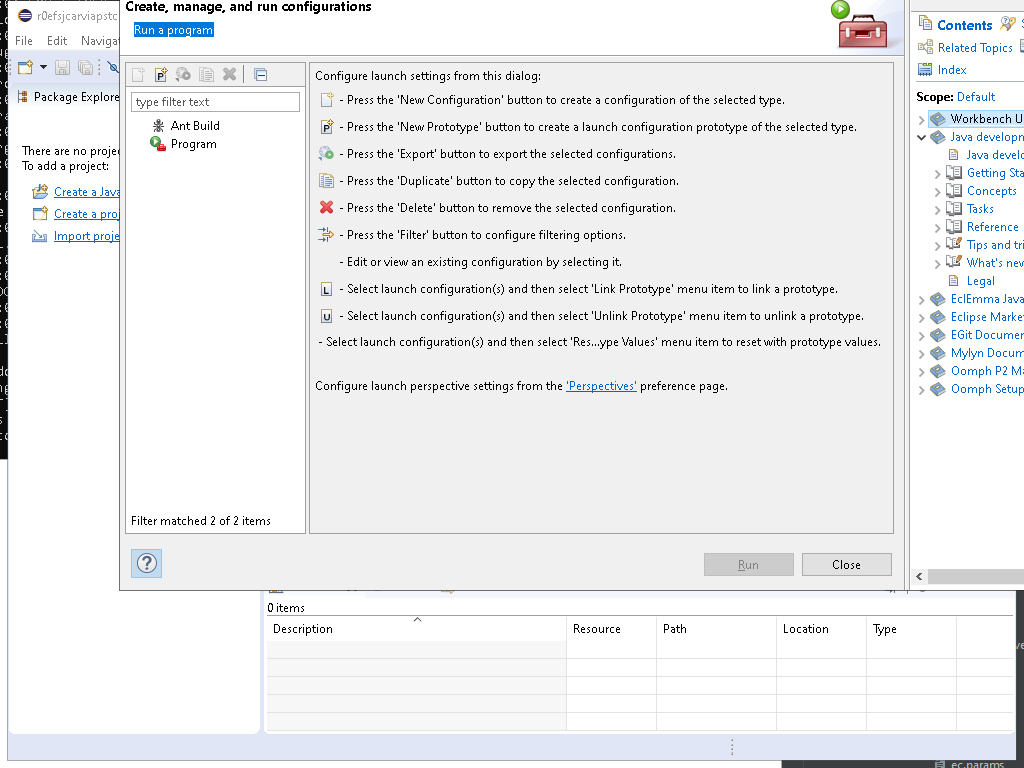 Create, manage, and run configurations
Run a program
r0efsjcarviapstc
File Edit Naviga
Package Explore
There are no projec
To add a project:
Create a Java
Create a proj
Import proje
type filter text
Ant Build
Program
Filter matched 2 of 2 items
Configure launch settings from this dialog:
- Press the 'New Configuration' button to create a configuration of the selected type.
- Press the 'New Prototype' button to create a launch configuration prototype of the selected type.
- Press the 'Export' button to export the selected configurations.
- Press the 'Duplicate' button to copy the selected configuration.
- Press the 'Delete' button to remove the selected configuration.
- Press the 'Filter' button to configure filtering options.
- Edit or view an existing configuration by selecting it.
L - Select launch configuration(s) and then select 'Link Prototype' menu item to link a prototype.
U - Select launch configuration(s) and then select 'Unlink Prototype' menu item to unlink a prototype.
- Select launch configuration(s) and then select 'Res...ype Values' menu item to reset with prototype values.
Configure launch perspective settings from the 'Perspectives' preference page.
?
Run
Close
Contents
Related Topics
Index
Scope: Default
Workbench U
Java developm
Java develo
Getting Sta
Concepts
Tasks
Reference
Tips and tri
What's new
Legal
EclEmma Java
Eclipse Marke
EGit Documen
Mylyn Docum
Oomph P2 Ma
Oomph Setup
0 items
Description Resource Path Location Type
ec.params